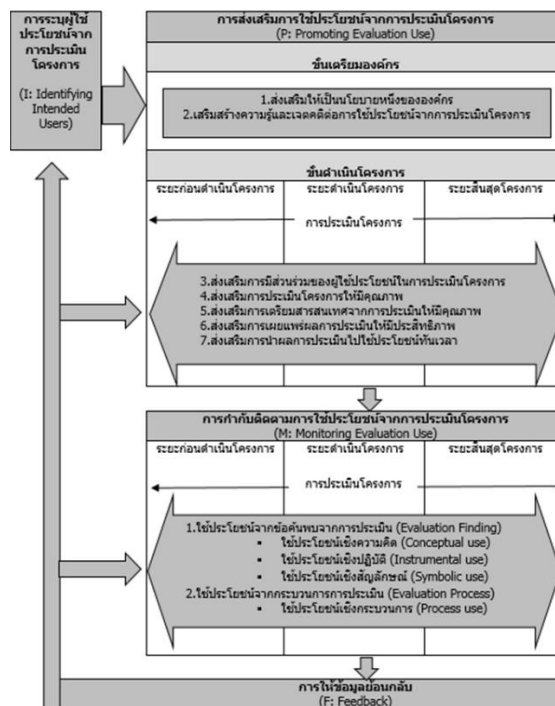 การระบุผู้ใช้
ประโยชน์จาก
การประเมิน
โครงการ
(I: Identifying
Intended
Users)
การส่งเสริมการใช้ประโยชน์จากการประเมินโครงการ
(P: Promoting Evaluation Use)
ขั้นเตรียมองค์กร
1.ส่งเสริมให้เป็นนโยบายหนึ่งขององค์กร
2.เสริมสร้างความรู้และเจตคติต่อการใช้ประโยชน์จากการประเมินโครงการ
ขั้นดำเนินโครงการ
ระยะก่อนดำเนินโครงการ ระยะดำเนินโครงการ ระยะสิ้นสุดโครงการ
การประเมินโครงการ
3.ส่งเสริมการมีส่วนร่วมของผู้ใช้ประโยชน์ในการประเมินโครงการ
4.ส่งเสริมการประเมินโครงการให้มีคุณภาพ
5.ส่งเสริมการเตรียมสารสนเทศจากการประเมินให้มีคุณภาพ
6.ส่งเสริมการเผยแพร่ผลการประเมินให้มีประสิทธิภาพ
7.ส่งเสริมการนำผลการประเมินไปใช้ประโยชน์ทันเวลา
การกำกับติดตามการใช้ประโยชน์จากการประเมินโครงการ
(M: Monitoring Evaluation Use)
ระยะก่อนดำเนินโครงการ ระยะดำเนินโครงการ ระยะสิ้นสุดโครงการ
การประเมินโครงการ
1.ใช้ประโยชน์จากข้อค้นพบจากการประเมิน (Evaluation Finding)
▪ ใช้ประโยชน์เชิงความคิด (Conceptual use)
▪ ใช้ประโยชน์เชิงปฏิบัติ (Instrumental use)
▪ ใช้ประโยชน์เชิงสัญลักษณ์ (Symbolic use)
2.ใช้ประโยชน์จากกระบวนการการประเมิน (Evaluation Process)
▪ ใช้ประโยชน์เชิงกระบวนการ (Process use)
การให้ข้อมูลย้อนกลับ
(F: Feedback)